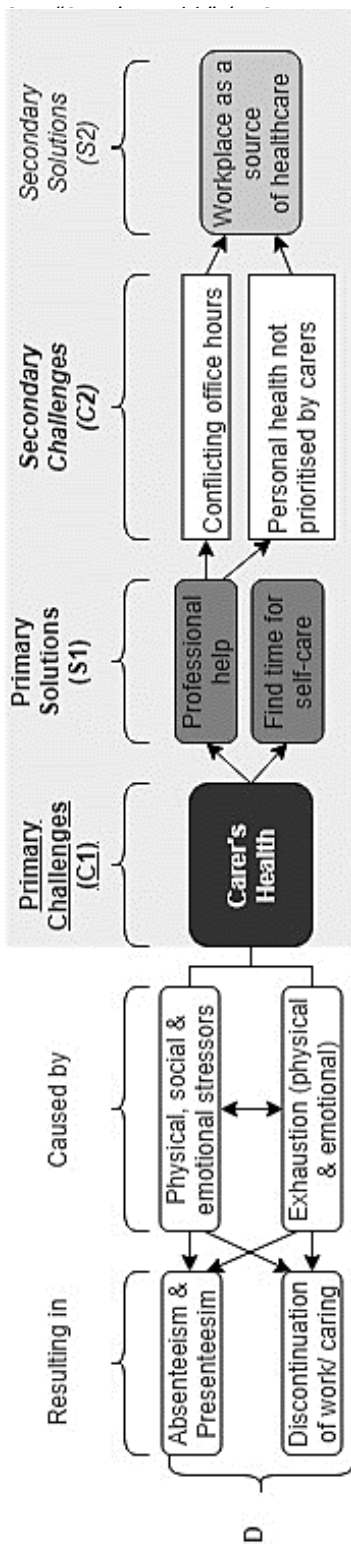 Resulting in
Caused by
Primary
Challenges
(C1)
Primary
Solutions
(S1)
Secondary
Challenges
(C2)
Secondary
Solutions
(S2)
D
Absenteeism &
Presenteesim
Discontinuation
of work/ caring
Physical, social &
emotional stressors
Exhaustion (physical
& emotional)
Carer's
Health
Professional
help
Find time for
self-care
Conflicting office hours
Personal health not
prioritised by carers
Workplace as a
source
of healthcare